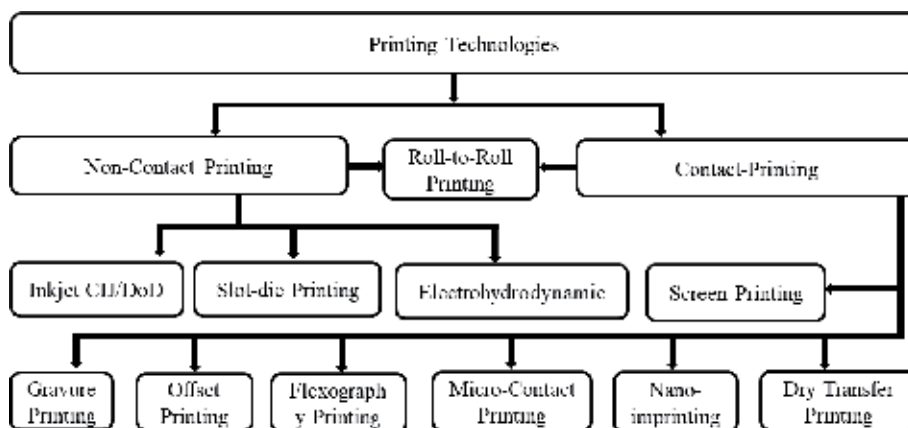 Printing Technologies
Non-Contact Printing
Roll-to-Roll
Printing
Contact-Printing
Inkjet CIJ/DoD
Slot-die Printing
Electrohydrodynamic
Screen Printing
Gravure
Printing
Offset
Printing
Flexograph
y Printing
Micro-Contact
Printing
Nano-
imprinting
Dry Transfer
Printing